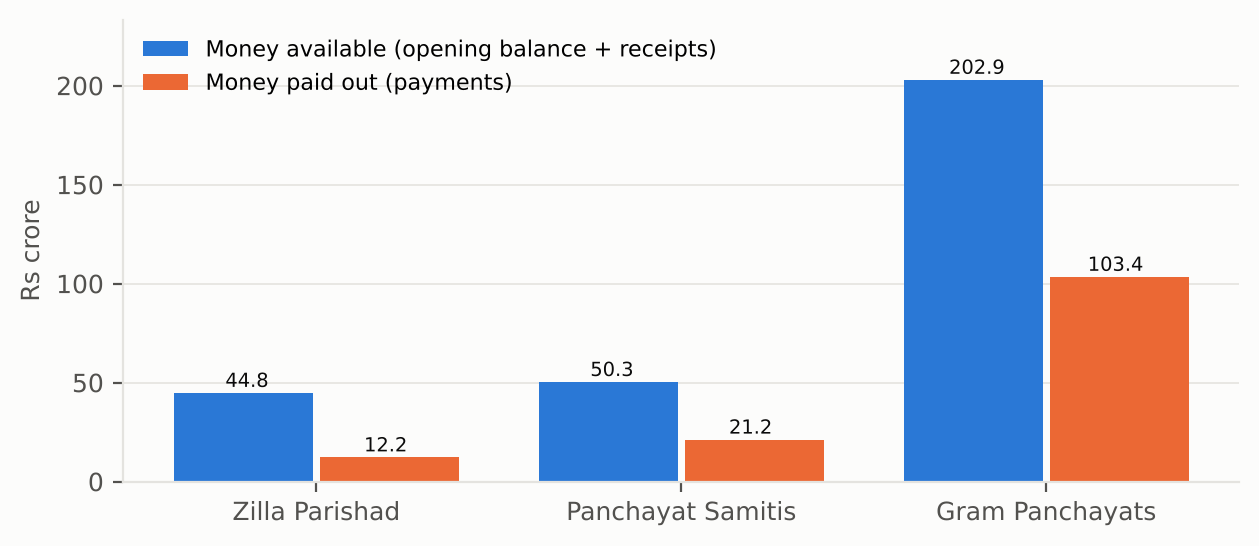 Money available (opening balance + receipts)
Money paid out (payments)
Rs crore
200
150
100
50
0
44.8
12.2
50.3
21.2
202.9
103.4
Zilla Parishad
Panchayat Samitis
Gram Panchayats